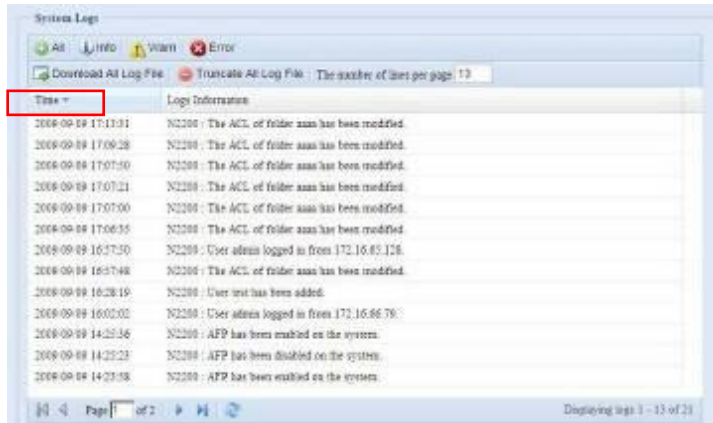 System Logs
All Info Warn Error
Download All Log File Truncate All Log File The number of lines per page 13
Time Logs Information
2009-09-09 17:13:31 N2200 : The ACL of folder aaaa has been modified.
2009-09-09 17:09:28 N2200 : The ACL of folder aaaa has been modified.
2009-09-09 17:07:50 N2200 : The ACL of folder aaaa has been modified.
2009-09-09 17:07:21 N2200 : The ACL of folder aaaa has been modified.
2009-09-09 17:07:00 N2200 : The ACL of folder aaaa has been modified.
2009-09-09 17:06:35 N2200 : The ACL of folder aaaa has been modified.
2009-09-09 16:57:50 N2200 : User admin logged in from 172.16.65.128.
2009-09-09 16:57:48 N2200 : The ACL of folder aaaa has been modified.
2009-09-09 16:28:19 N2200 : User test has been added.
2009-09-09 16:02:02 N2200 : User admin logged in from 172.16.66.79.
2009-09-09 14:25:36 N2200 : AFP has been enabled on the system.
2009-09-09 14:25:23 N2200 : AFP has been disabled on the system.
2009-09-09 14:23:58 N2200 : AFP has been enabled on the system.
Page 1 of 2 Displaying logs 1 - 13 of 21